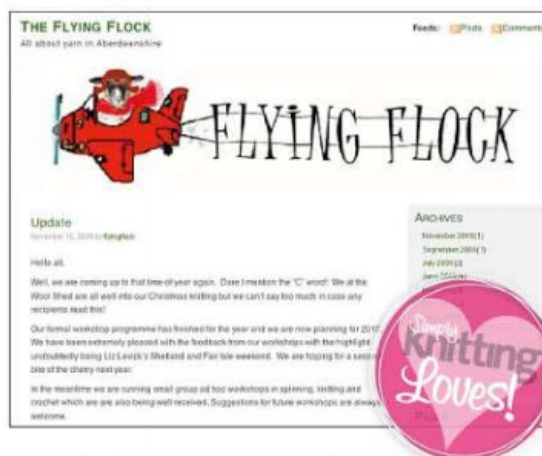 THE FLYING FLOCK
All about yarn in Aberdeenshire
Feeds: Posts Comments
FLYING FLOCK
Update
November 2009 by flyingflock
Hello all,
Well, we are coming up to that time of year again. Dare I mention the "C" word! We at the
Wool Shed are all well into our Christmas knitting but we can't say too much in case any
recipients read this!
Our formal workshop programme has finished for the year and we are now planning for
We have been extremely pleased with the feedback from our workshops with the highlight
undoubtedly being Liz Lovick's Shetland and Fair Isle weekend. We are hoping for a
bite of the cherry next year.
In the meantime we are running small group ad hoc workshops in spinning, knitting and
crochet which are are also being well received. Suggestions for future workshops are always
welcome.
ARCHIVES
November 2009 (1)
September 2009 (1)
July 2009
June 2009
Simply
knitting
Loves!